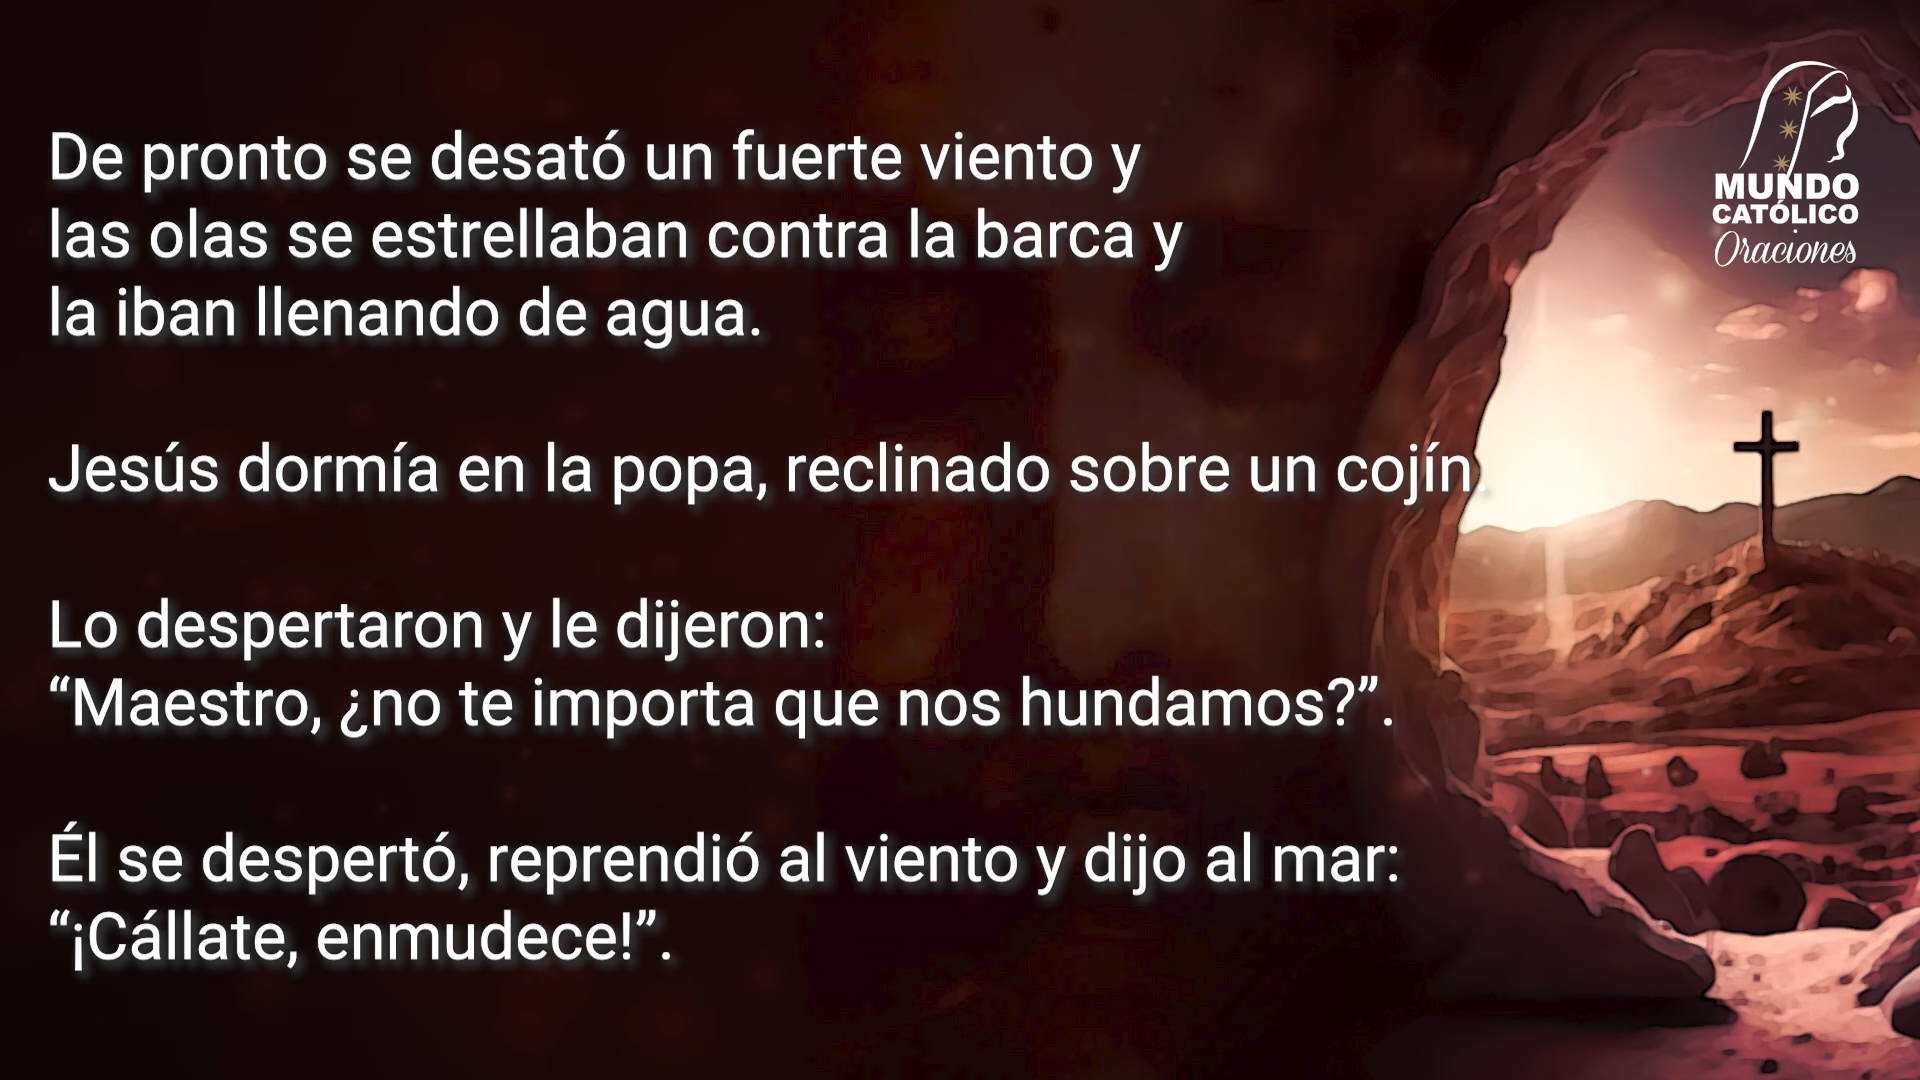 De pronto se desató un fuerte viento y
las olas se estrellaban contra la barca y
la iban llenando de agua.
Jesús dormía en la popa, reclinado sobre un cojín.
Lo despertaron y le dijeron:
“Maestro, ¿no te importa que nos hundamos?”.
Él se despertó, reprendió al viento y dijo al mar:
“¡Cállate, enmudece!”.
MUNDO
CATÓLICO
Oraciones